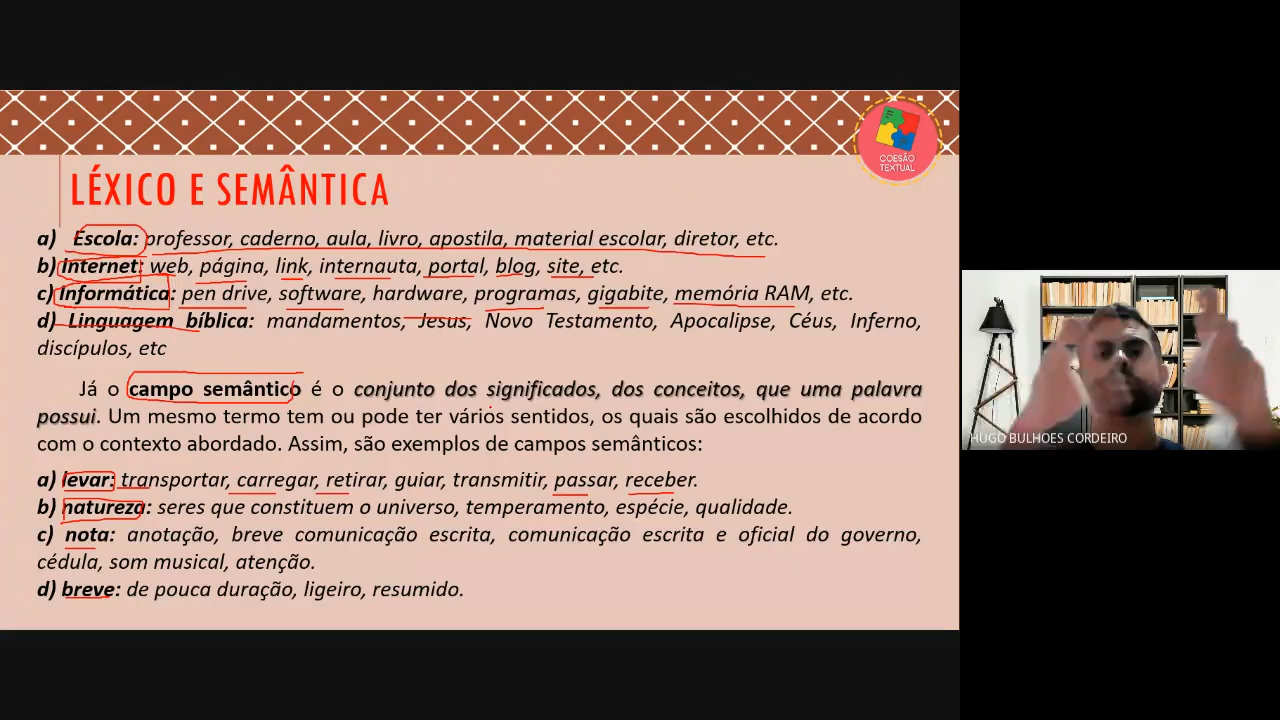 COESÃO
TEXTUAL
LÉXICO E SEMÂNTICA
a) Escola: professor, caderno, aula, livro, apostila, material escolar, diretor, etc.
b) internet: web, página, link, internauta, portal, blog, site, etc.
c) Informática: pen drive, software, hardware, programas, gigabite, memória RAM, etc.
d) Linguagem bíblica: mandamentos, Jesus, Novo Testamento, Apocalipse, Céus, Inferno,
discípulos, etc
Já o campo semântico é o conjunto dos significados, dos conceitos, que uma palavra
possui. Um mesmo termo tem ou pode ter vários sentidos, os quais são escolhidos de acordo
com o contexto abordado. Assim, são exemplos de campos semânticos:
a) levar: transportar, carregar, retirar, guiar, transmitir, passar, receber.
b) natureza: seres que constituem o universo, temperamento, espécie, qualidade.
c) nota: anotação, breve comunicação escrita, comunicação escrita e oficial do governo,
cédula, som musical, atenção.
d) breve: de pouca duração, ligeiro, resumido.
HUGO BULHOES CORDEIRO